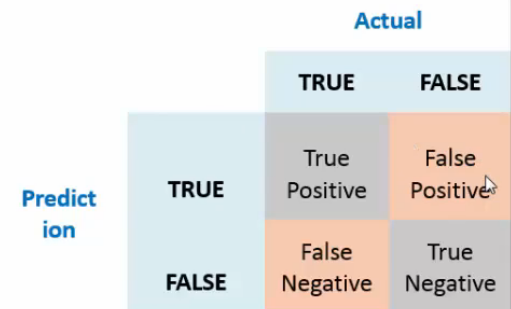 Actual
TRUE FALSE
True False
TRUE Positive Positive
Predict
ion
False True
FALSE Negative Negative